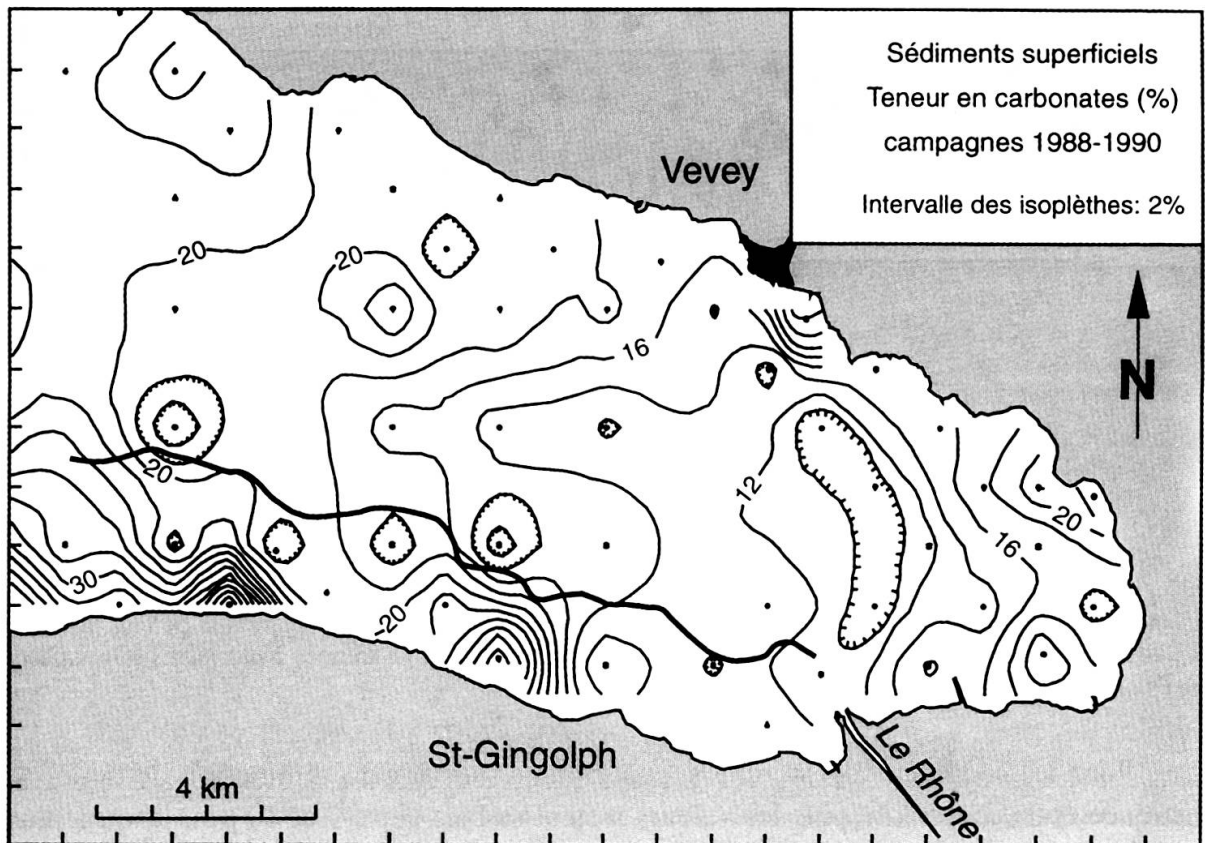 Sédiments superficiels
Teneur en carbonates (%)
campagnes 1988-1990
Intervalle des isoplèthes: 2%
Vevey
20
20
16
N
20
12
20
16
30
20
St-Gingolph
Le Rhône
4 km